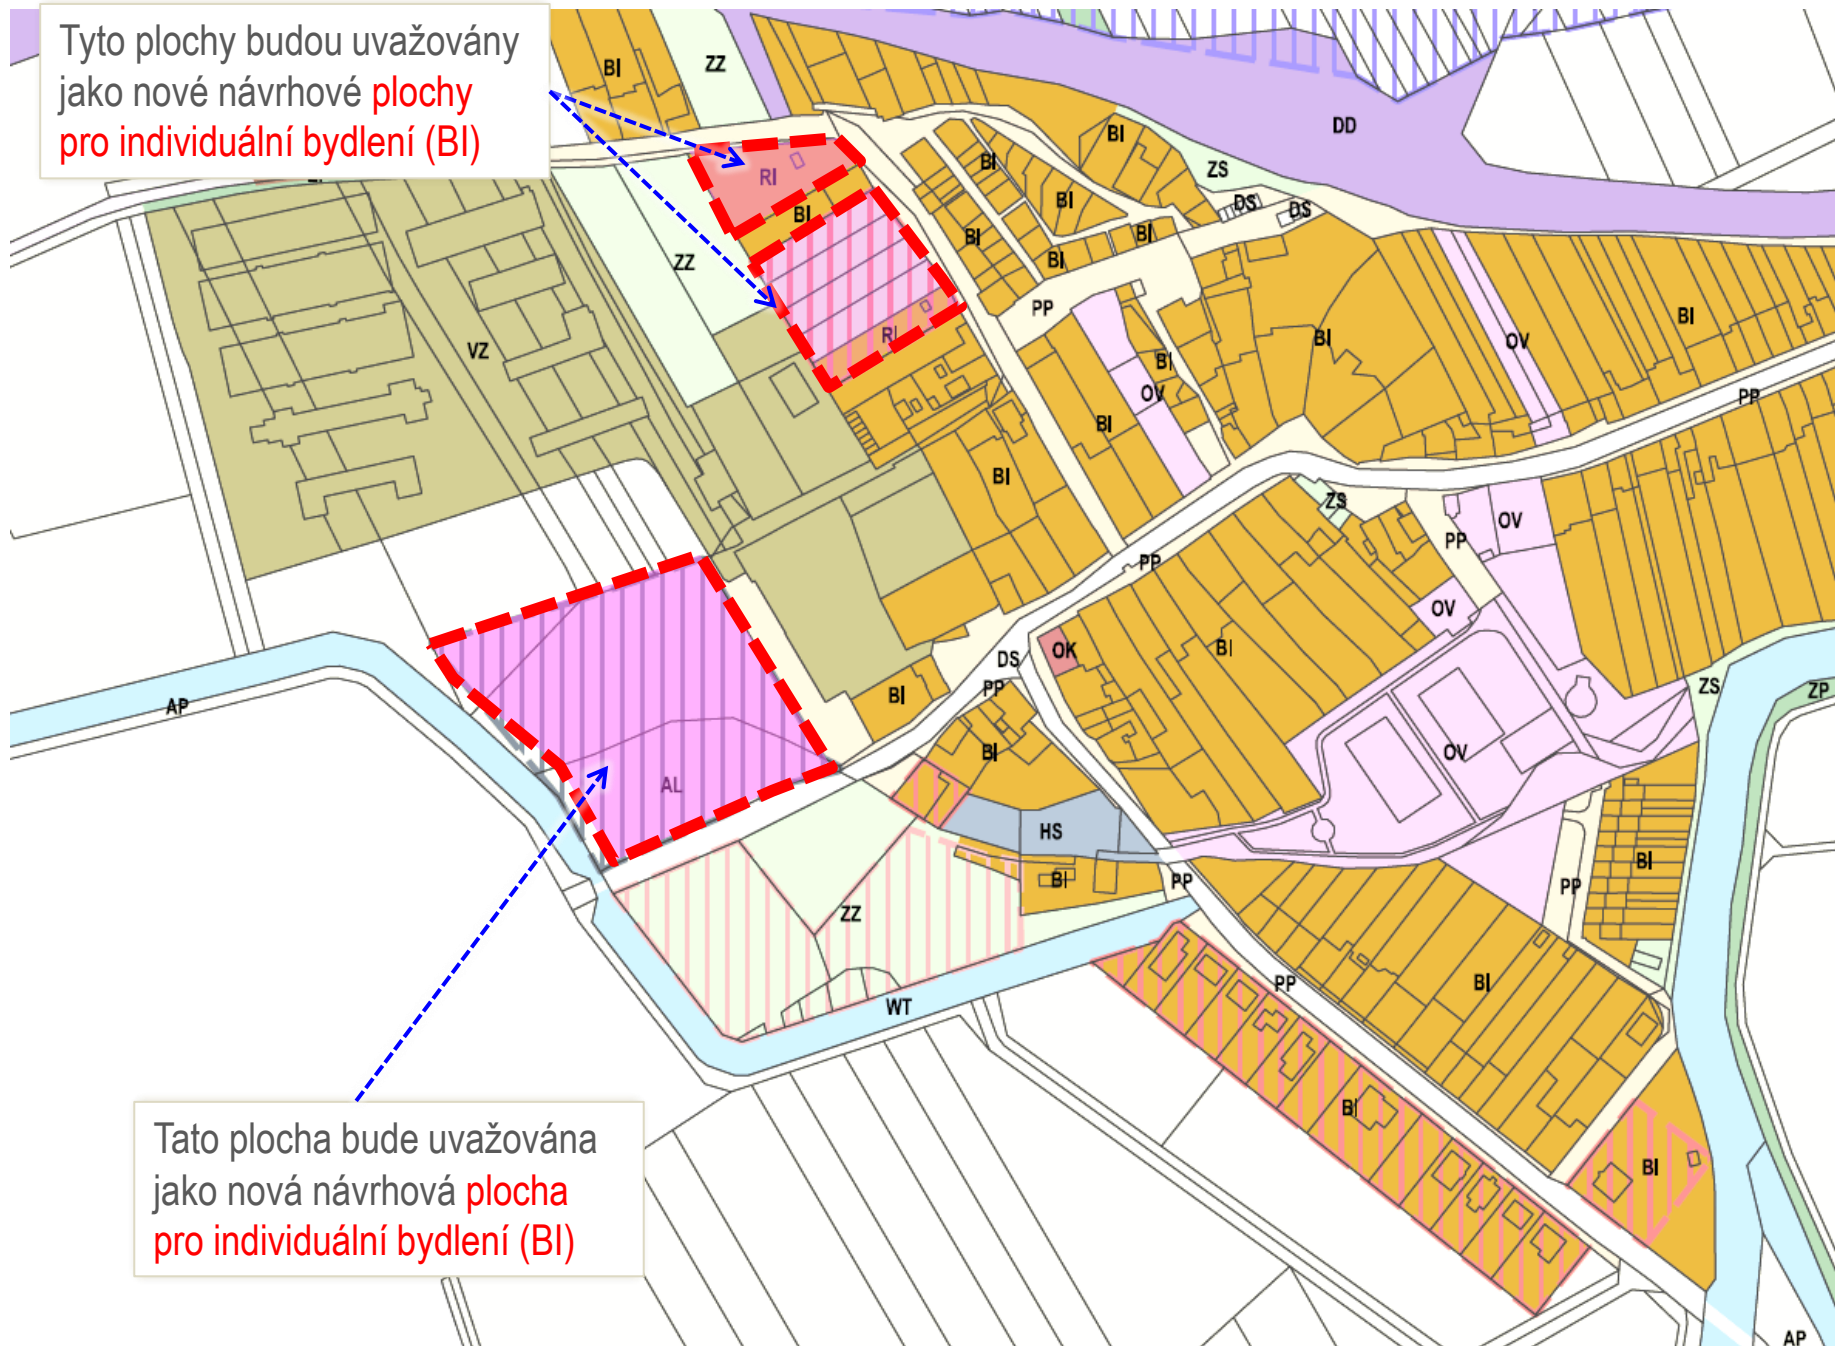 Tyto plochy budou uvažovány
jako nové návrhové plochy
pro individuální bydlení (BI)
BI
ZZ
DD
BI
ZS
BI
RI
DS
DS
BI
BI
BI
BI
BI
ZZ
PP
BI
OV
RI
BI
VZ
BI
OV
PP
BI
BI
ZS
OV
PP
PP
OV
BI
OK
DS
PP
BI
ZS
ZP
AP
BI
OV
AL
HS
BI
BI
PP
PP
ZZ
BI
PP
WT
BI
BI
Tato plocha bude uvažována
jako nová návrhová plocha
pro individuální bydlení (BI)
AP